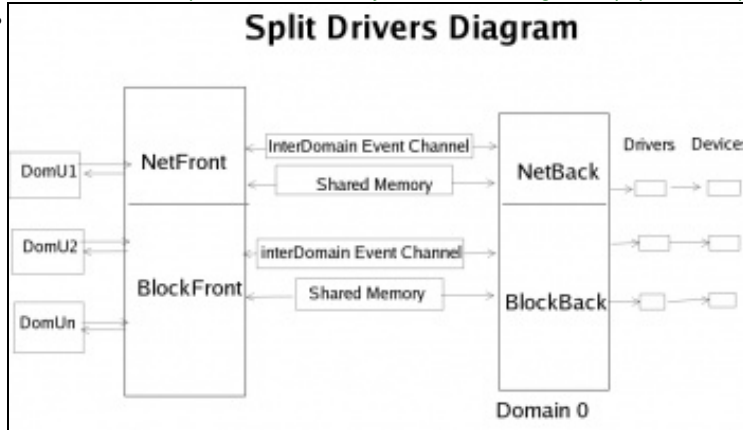 Split Drivers Diagram
InterDomain Event Channel
Drivers Devices
NetFront
NetBack
DomU1
Shared Memory
DomU2
interDomain Event Channel
BlockFront
Shared Memory
BlockBack
DomUn
Domain 0